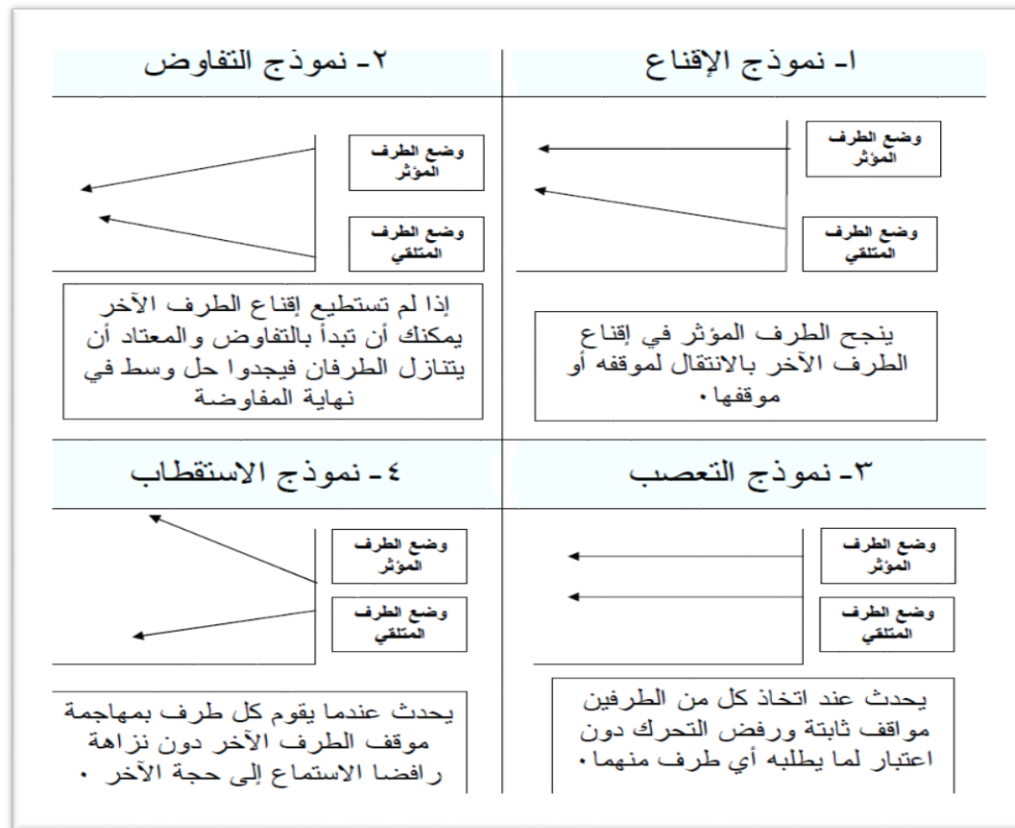 ١- نموذج الإقناع
وضع الطرف
المؤثر
وضع الطرف
المتلقي
ينجح الطرف المؤثر في إقناع
الطرف الآخر بالانتقال لموقفه أو
موقفها٠
٢- نموذج التفاوض
وضع الطرف
المؤثر
وضع الطرف
المتلقي
إذا لم تستطيع إقناع الطرف الآخر
يمكنك أن تبدأ بالتفاوض والمعتاد أن
يتنازل الطرفان فيجدوا حل وسط في
نهاية المفاوضة
٣- نموذج التعصب
وضع الطرف
المؤثر
وضع الطرف
المتلقي
يحدث عند اتخاذ كل من الطرفين
مواقف ثابتة ورفض التحرك دون
اعتبار لما يطلبه أي طرف منهما٠
٤- نموذج الاستقطاب
وضع الطرف
المؤثر
وضع الطرف
المتلقي
يحدث عندما يقوم كل طرف بمهاجمة
موقف الطرف الآخر دون نزاهة
رافضا الاستماع إلى حجة الآخر ٠